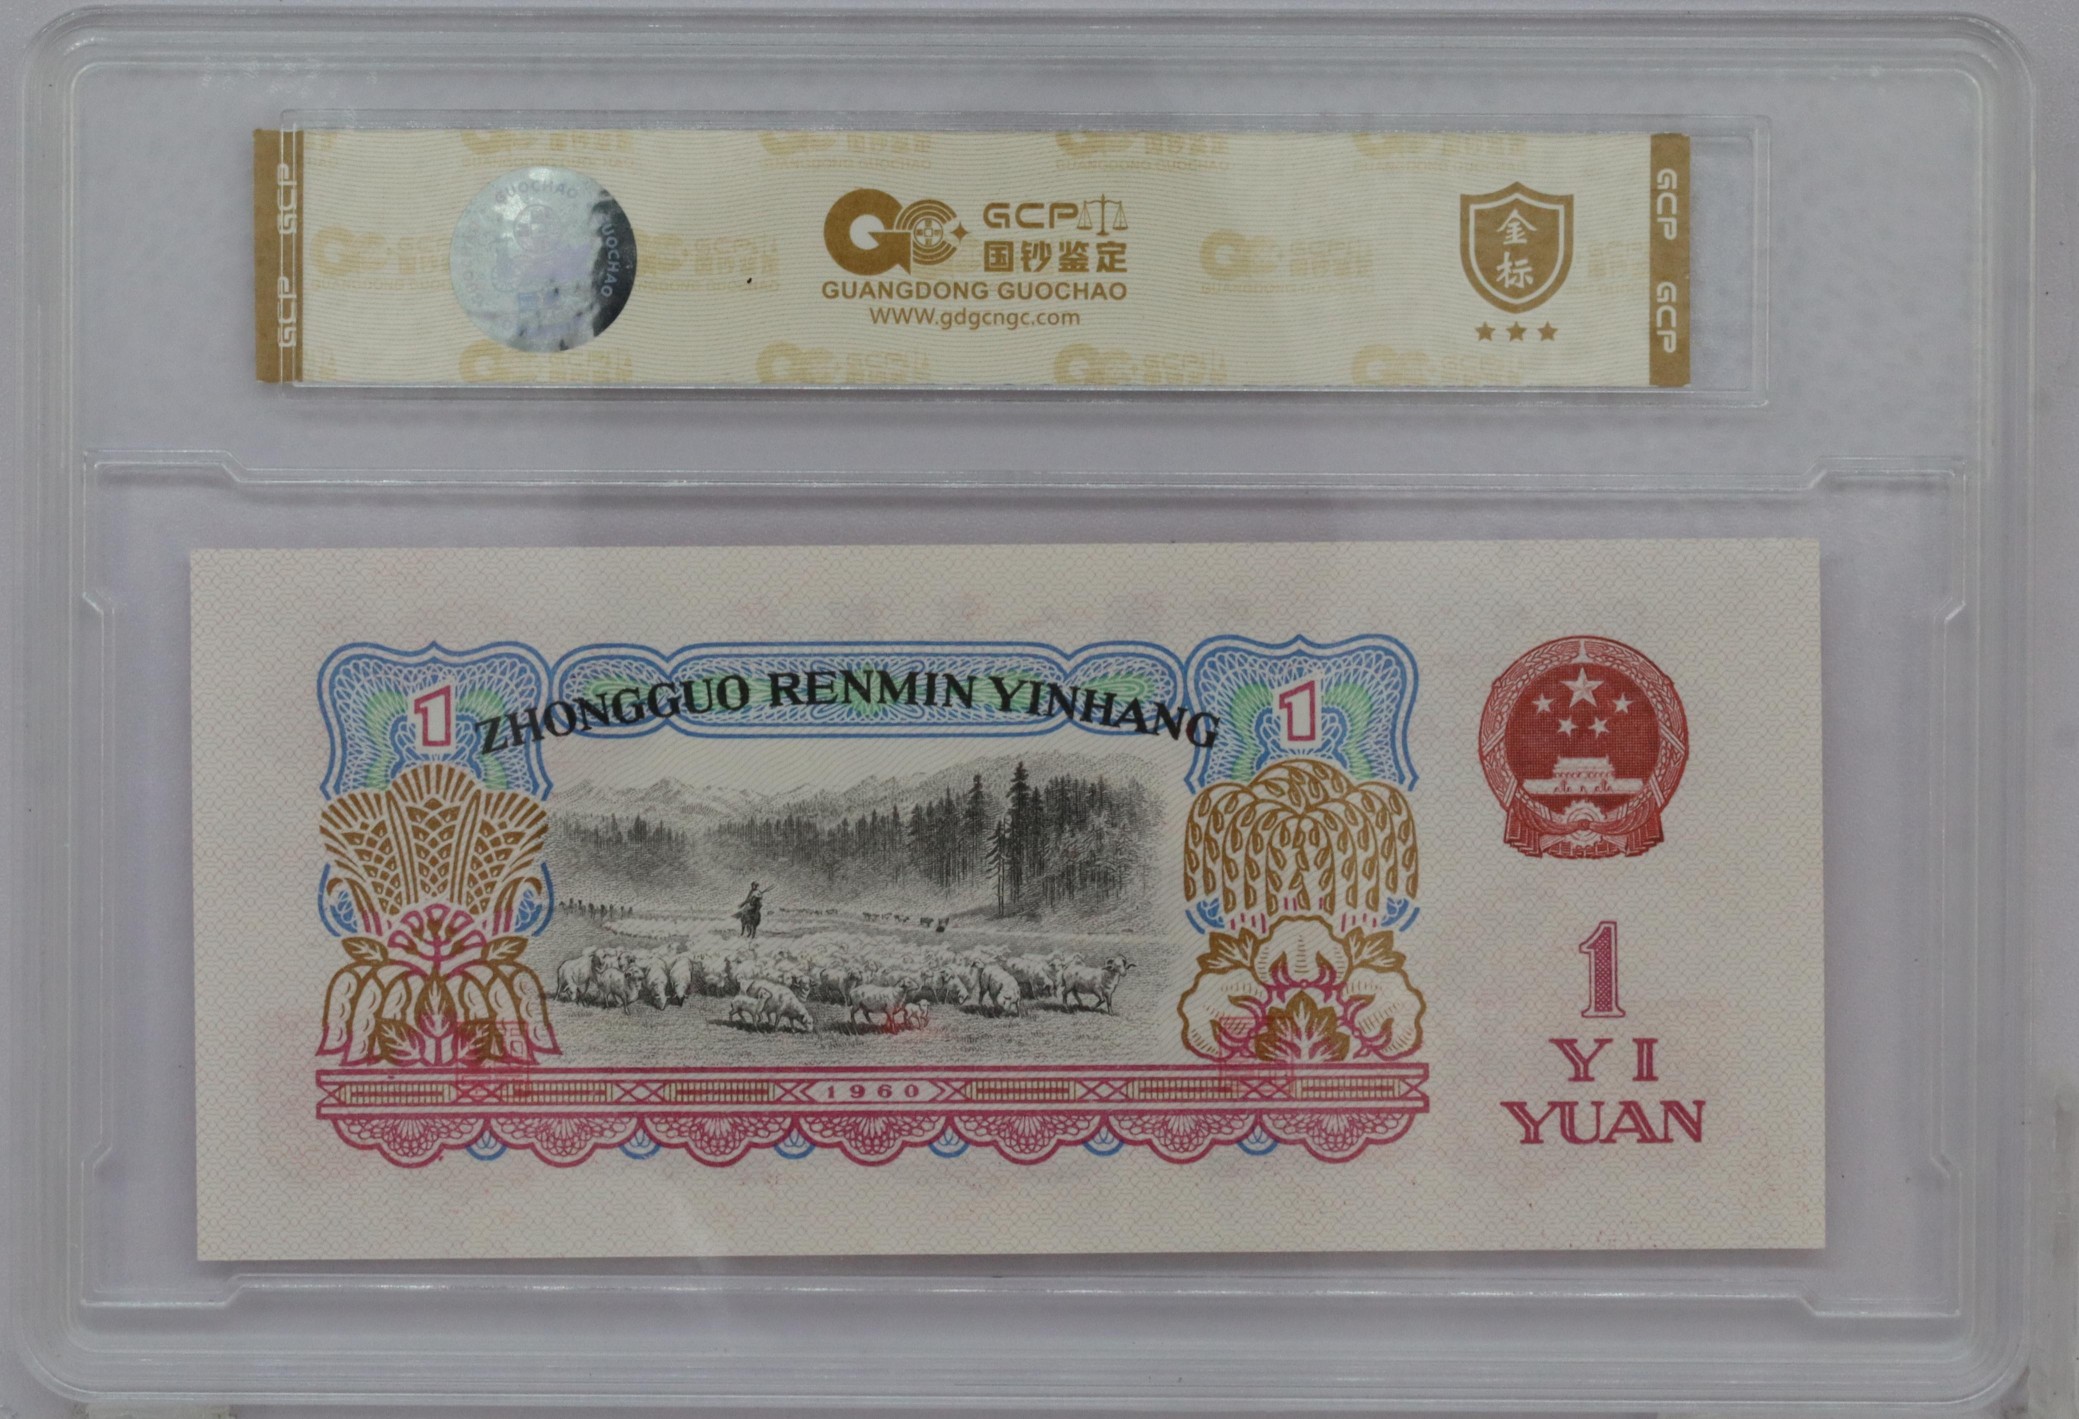 GCP GCP
GUOCHAO GUOCHAO
GC GCP
国钞鉴定
GUANGDONG GUOCHAO
WWW.gdgcngc.com
金
标
GCP GCP
1 ZHONGGUO RENMIN YINHANG 1
1
YI
YUAN
1960